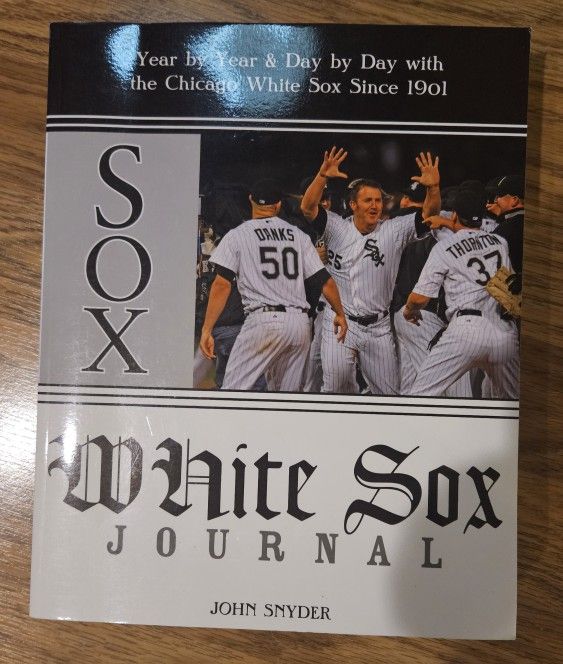 Year by Year & Day by Day with
the Chicago White Sox Since 1901
SOX
DANKS
50
25
Sox
THORNTON
37
White Sox
JOURNAL
JOHN SNYDER